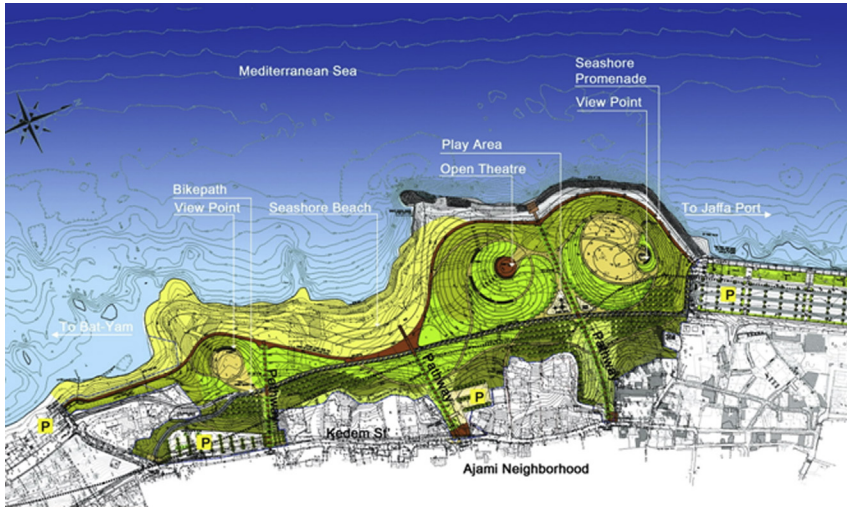 Mediterranean Sea
Seashore
Promenade
View Point
Play Area
Open Theatre
Bikepath
View Point
Seashore Beach
To Jaffa Port
P
To Bat-Yam
Pathway
Pathway
Pathway
P
P
P
Kedem St'
Ajami Neighborhood